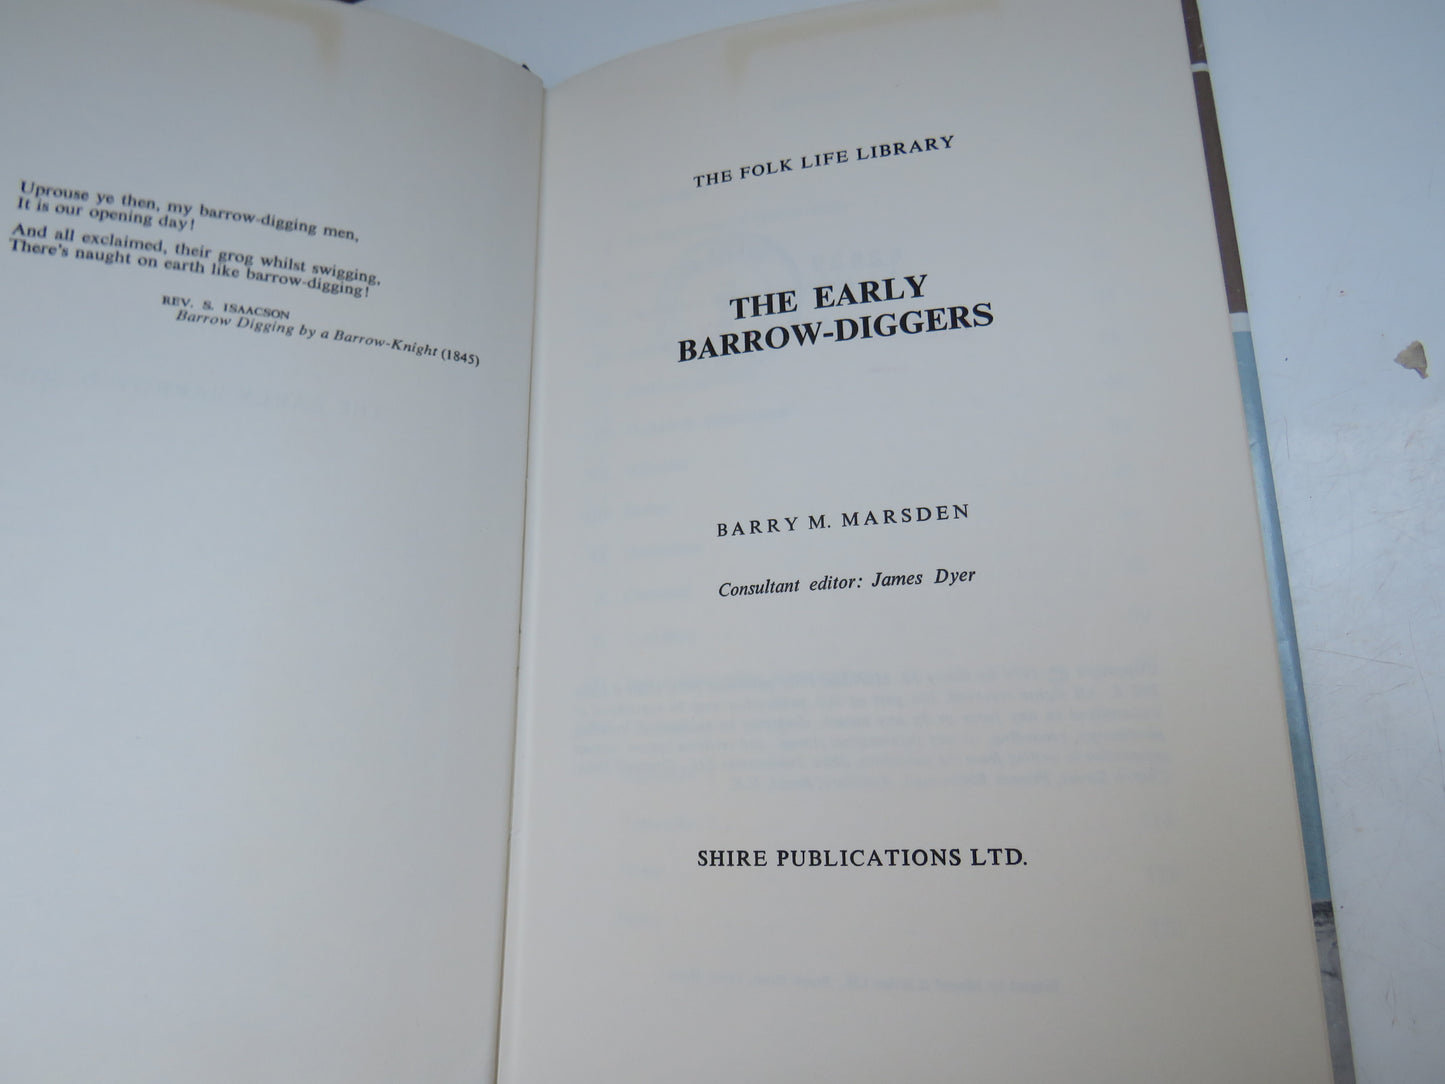 Uprouse ye then, my barrow-digging men,
It is our opening day!
And all exclaimed, their grog whilst swigging,
There's naught on earth like barrow-digging!
REV. S. ISAACSON
Barrow Digging by a Barrow-Knight (1845)
THE FOLK LIFE LIBRARY
THE EARLY
BARROW-DIGGERS
BARRY M. MARSDEN
Consultant editor: James Dyer
SHIRE PUBLICATIONS LTD.